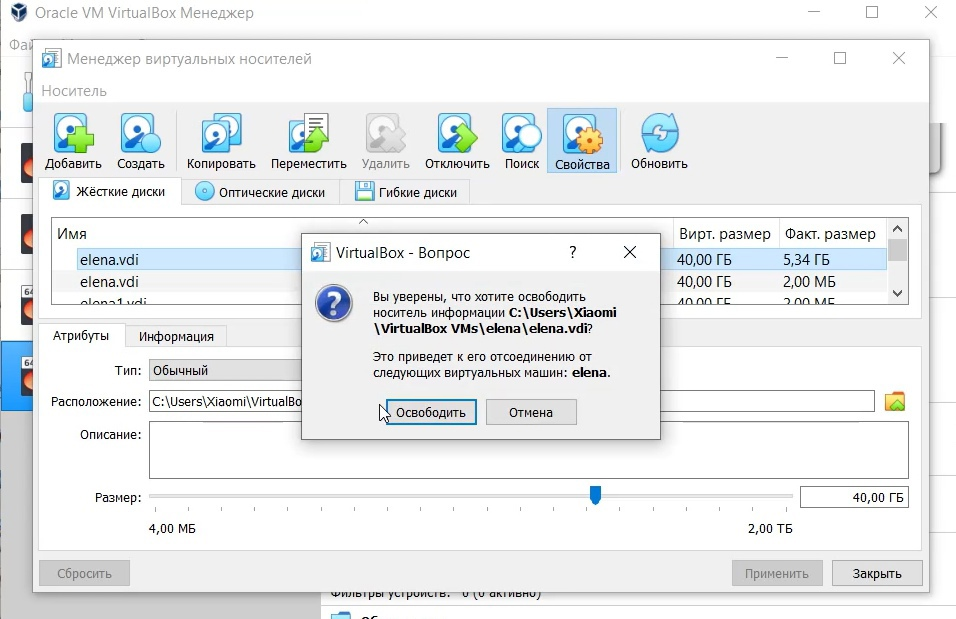 Oracle VM VirtualBox Менеджер
Менеджер виртуальных носителей
Носитель
Добавить Создать Копировать Переместить Удалить Отключить Поиск Свойства Обновить
Жёсткие диски Оптические диски Гибкие диски
Имя Вирт. размер Факт. размер
elena.vdi 40,00 ГБ 5,34 ГБ
elena.vdi 40,00 ГБ 2,00 МБ
elena1.vdi 40,00 ГБ 2,00 МБ
VirtualBox - Вопрос ?
Вы уверены, что хотите освободить
носитель информации C:\Users\Xiaomi
\VirtualBox VMs\elena\elena.vdi?
Это приведет к его отсоединению от
следующих виртуальных машин: elena.
Освободить Отмена
Атрибуты Информация
Тип: Обычный
Расположение: C:\Users\Xiaomi\VirtualBo
Описание:
Размер: 40,00 ГБ
4,00 МБ 2,00 ТБ
Сбросить Применить Закрыть
Фильтры устройств: 0 (0 активно)